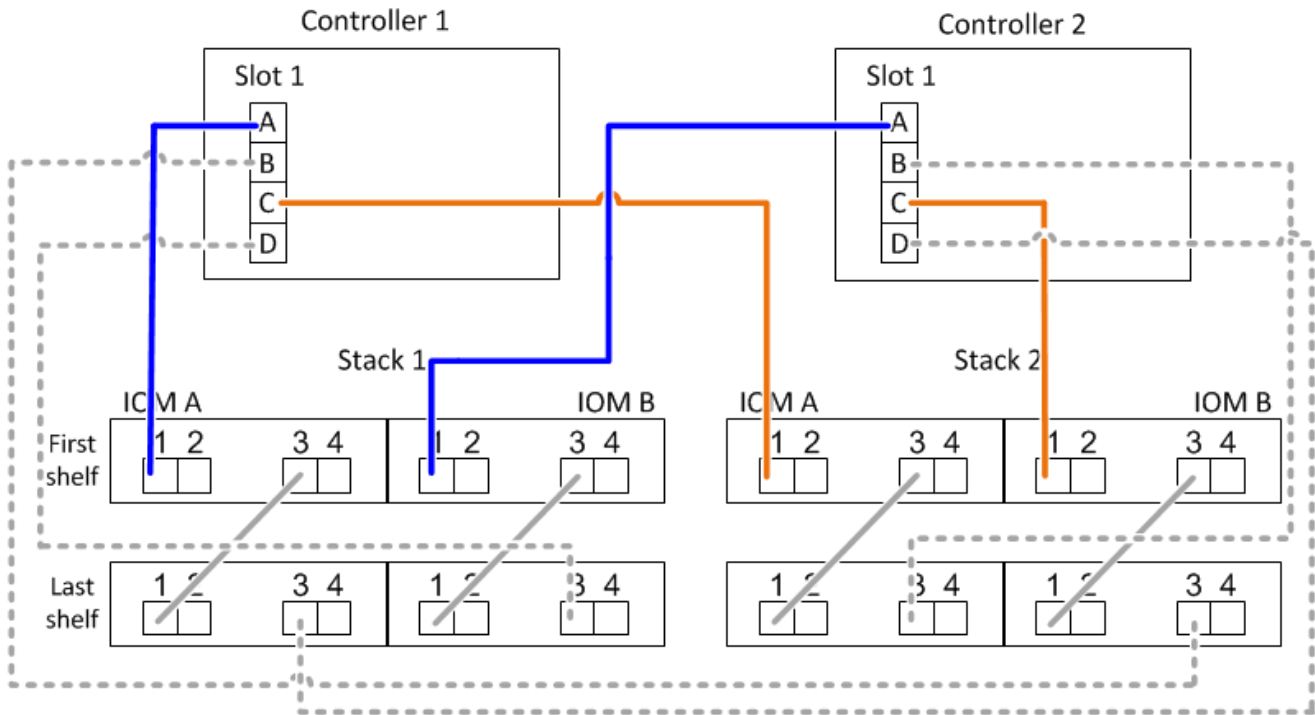 Controller 1
Controller 2
Slot 1
Slot 1
A
A
B
B
C
C
D
D
Stack 1
Stack 2
IOM A
IOM B
IOM A
IOM B
First shelf
1 2
3 4
1 2
3 4
1 2
3 4
1 2
3 4
Last shelf
1 2
3 4
1 2
3 4
1 2
3 4
1 2
3 4